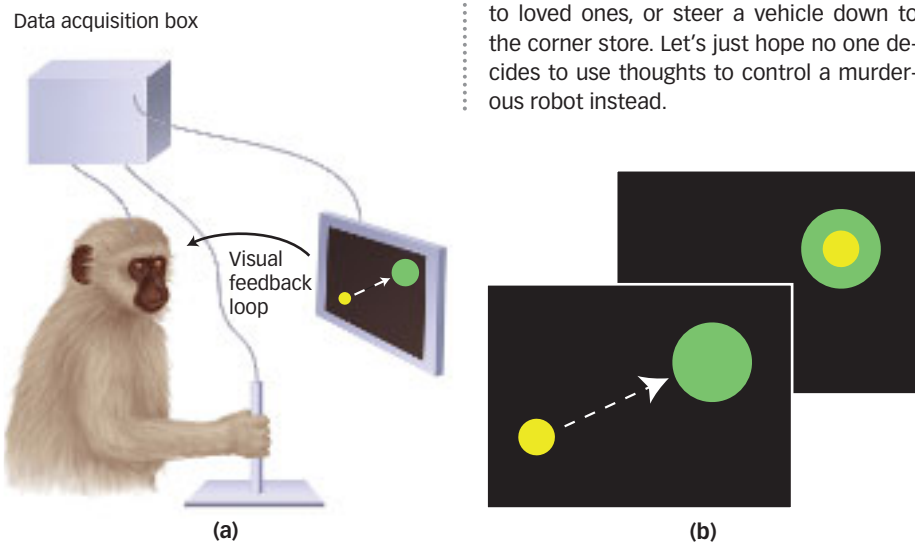 Data acquisition box
to loved ones, or steer a vehicle down to
the corner store. Let's just hope no one de-
cides to use thoughts to control a murder-
ous robot instead.
Visual
feedback
loop
(a)
(b)